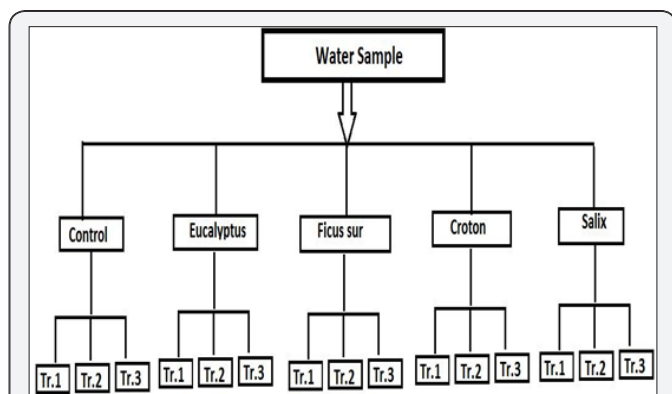 Water Sample
Control Eucalyptus Ficus sur Croton Salix
Tr.1 Tr.2 Tr.3 Tr.1 Tr.2 Tr.3 Tr.1 Tr.2 Tr.3 Tr.1 Tr.2 Tr.3 Tr.1 Tr.2 Tr.3